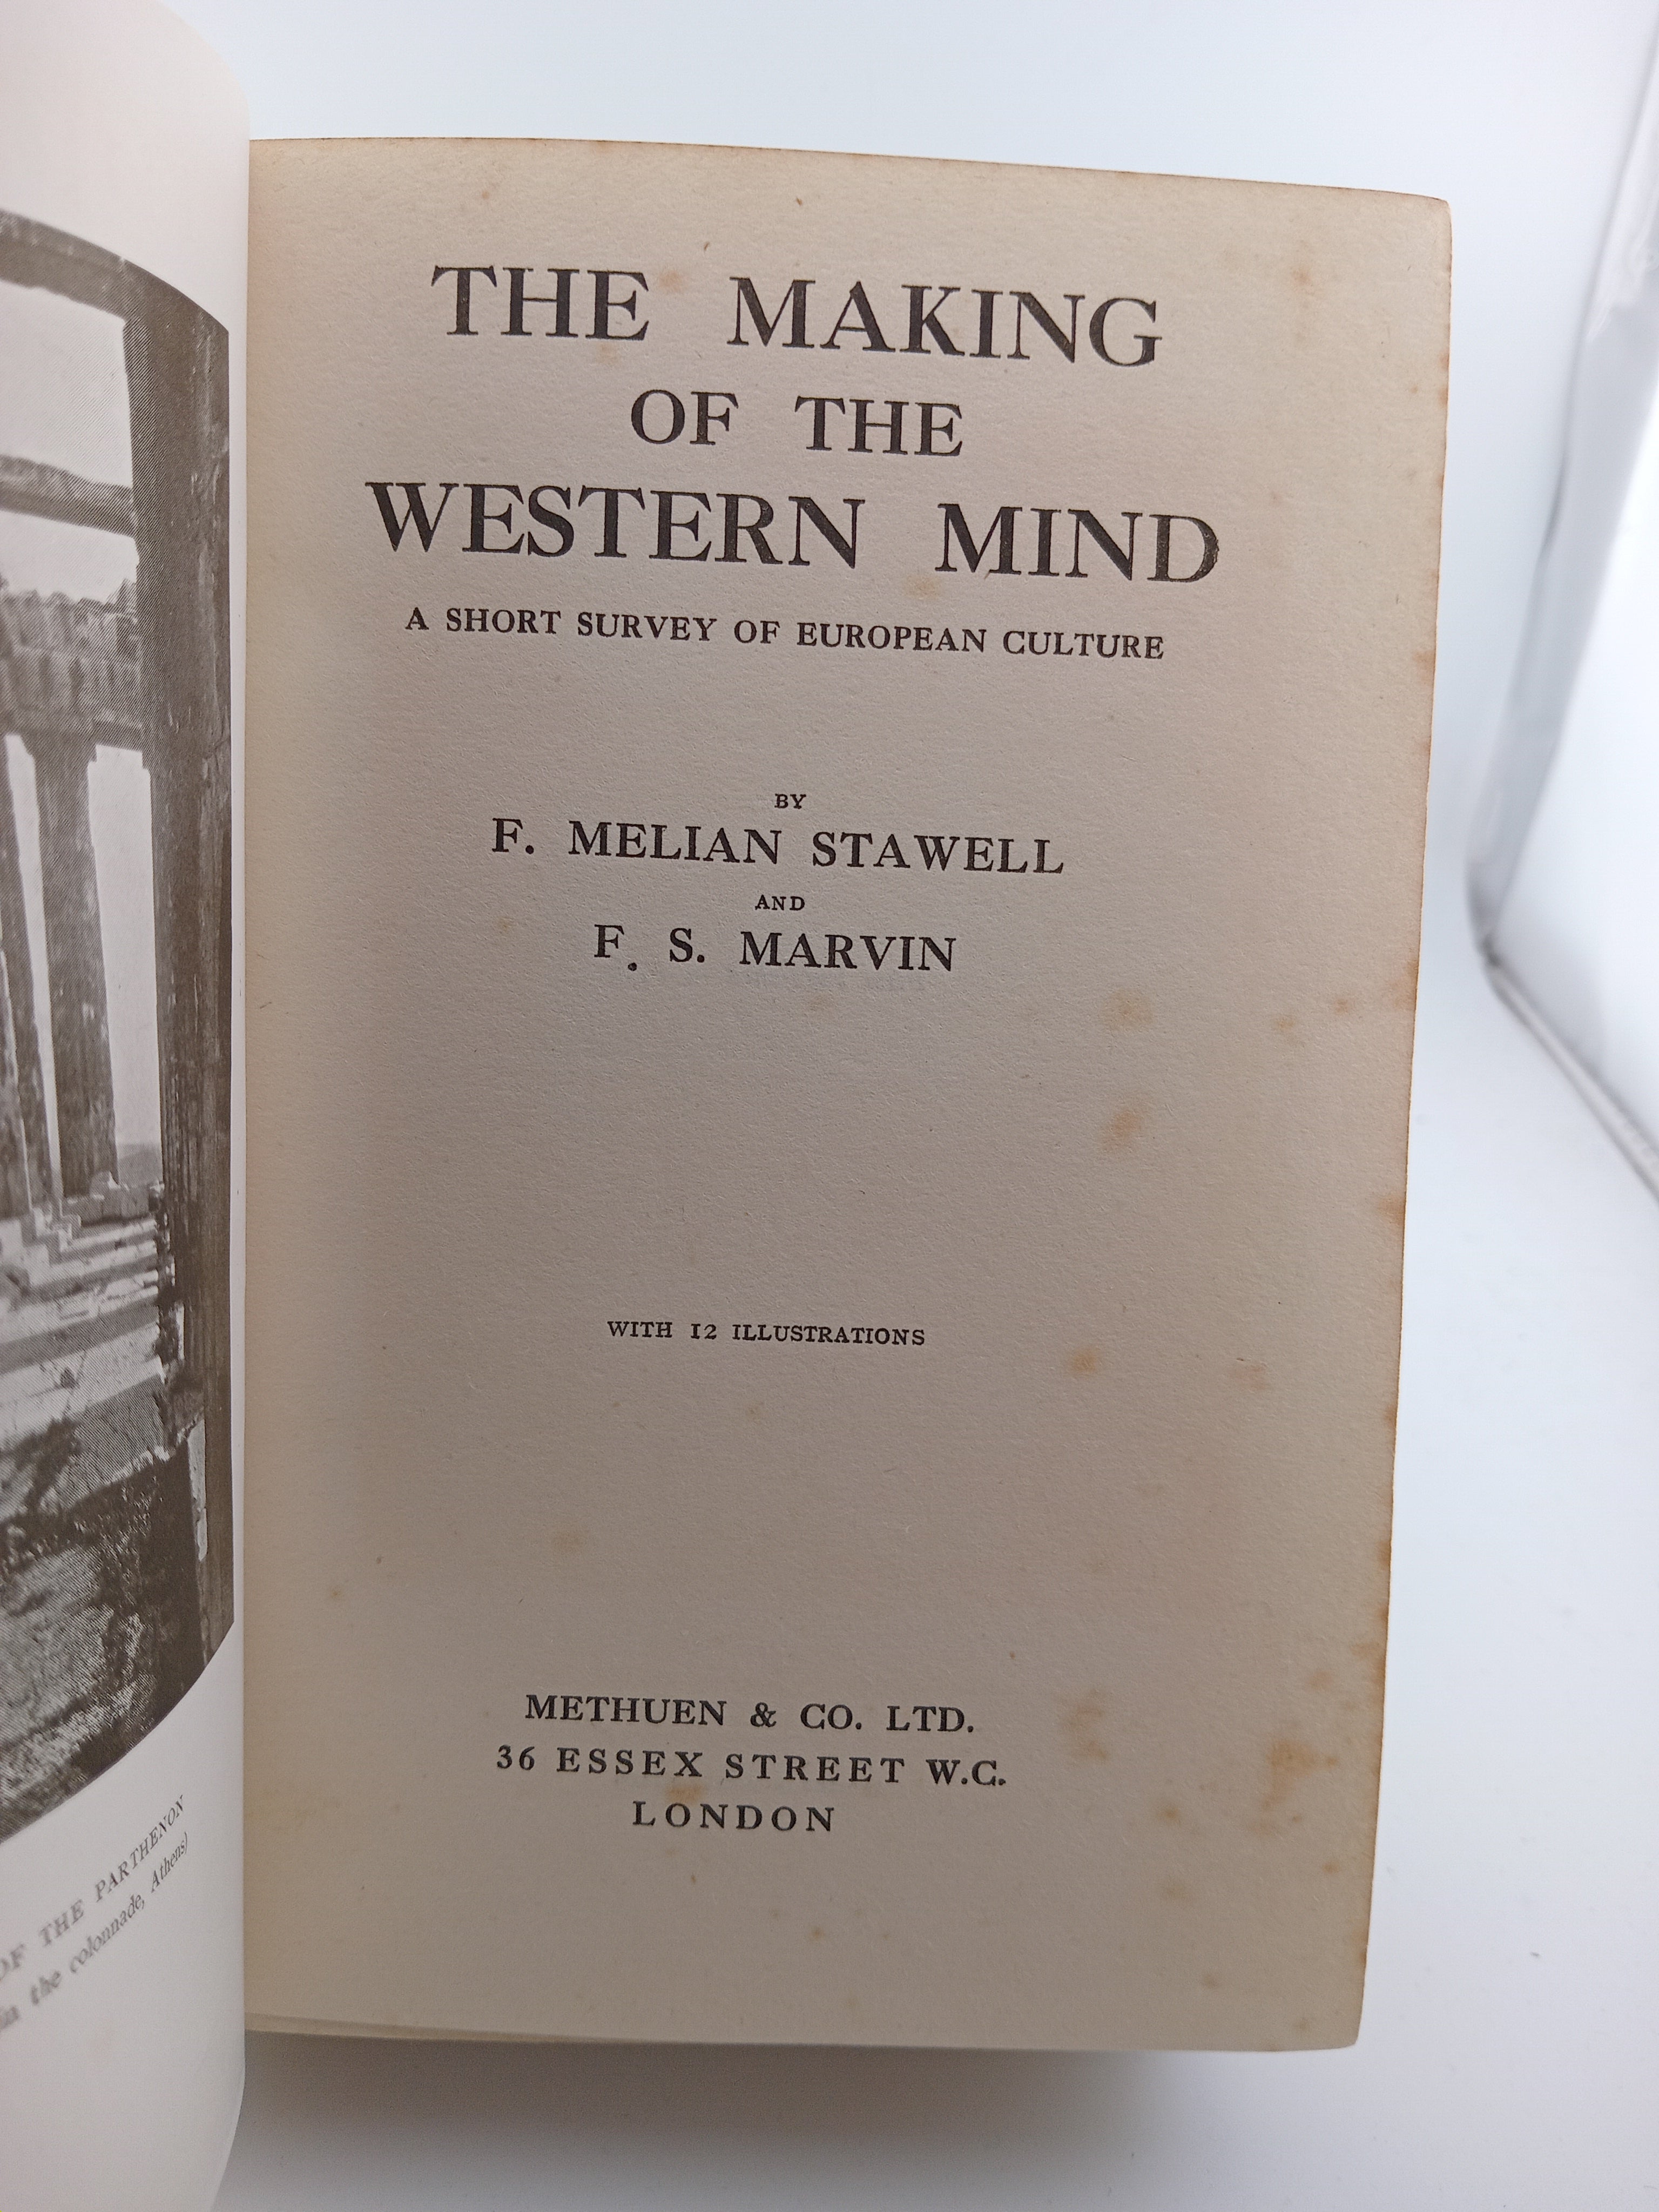 OF THE PARTHENON
in the colonnade, Athens)
THE MAKING
OF THE
WESTERN MIND
A SHORT SURVEY OF EUROPEAN CULTURE
BY
F. MELIAN STAWELL
AND
F. S. MARVIN
WITH 12 ILLUSTRATIONS
METHUEN & CO. LTD.
36 ESSEX STREET W.C.
LONDON